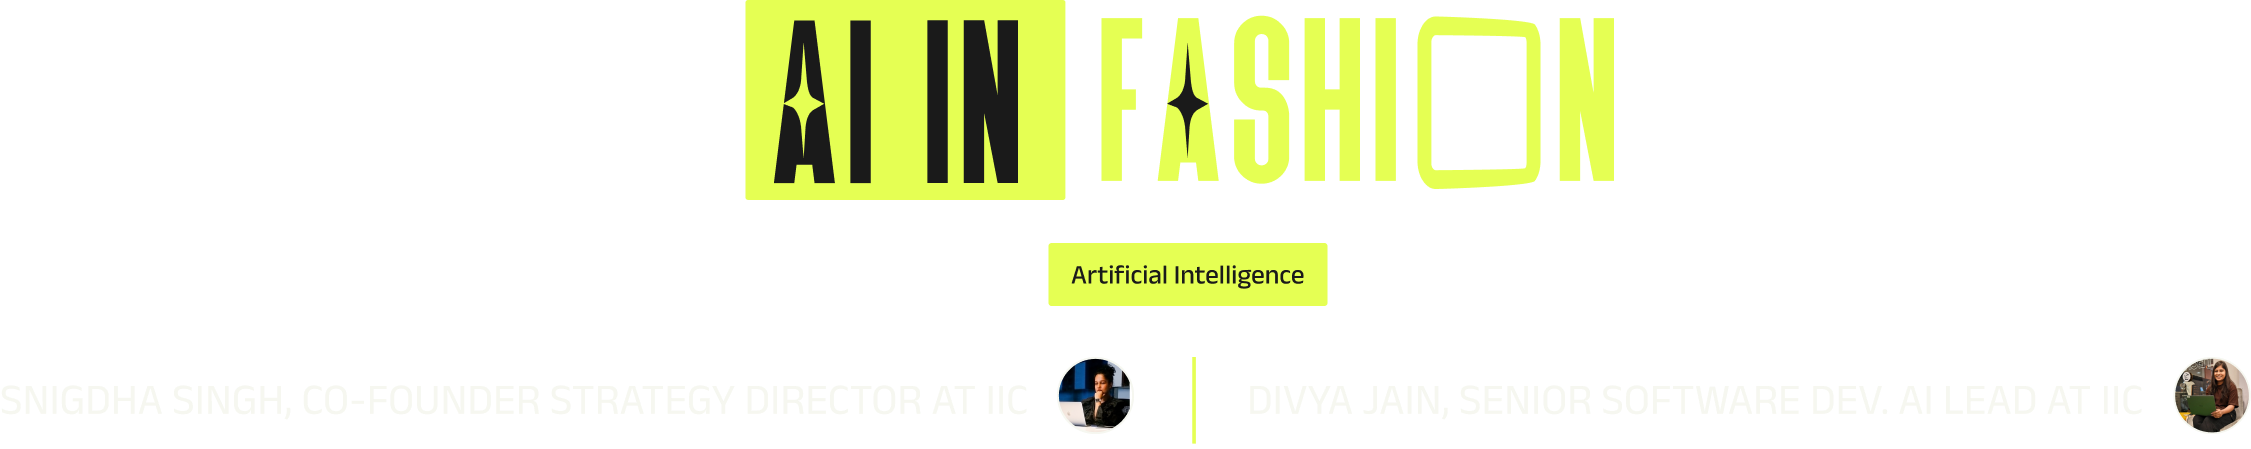 AI IN FASHION
Artificial Intelligence
SNIGDHA SINGH, CO-FOUNDER STRATEGY DIRECTOR AT IIC
DIVYA JAIN, SENIOR SOFTWARE DEV. AI LEAD AT IIC